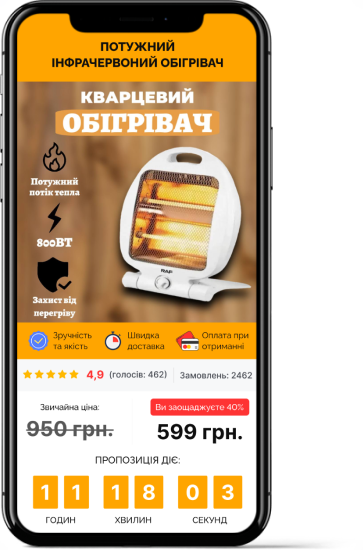 ПОТУЖНИЙ
ІНФРАЧЕРВОНИЙ ОБІГРІВАЧ
КВАРЦЕВИЙ
ОБІГРІВАЧ
Потужний
потік тепла
800ВТ
Захист від
перегріву
RAF
Зручність
та якість
Швидка
доставка
Оплата при
отриманні
4,9 (голосів: 462) Замовлень: 2462
Звичайна ціна:
950 грн.
Ви заощаджуєте 40%
599 грн.
ПРОПОЗИЦІЯ ДІЄ:
1 1 1 8 0 3
ГОДИН ХВИЛИН СЕКУНД